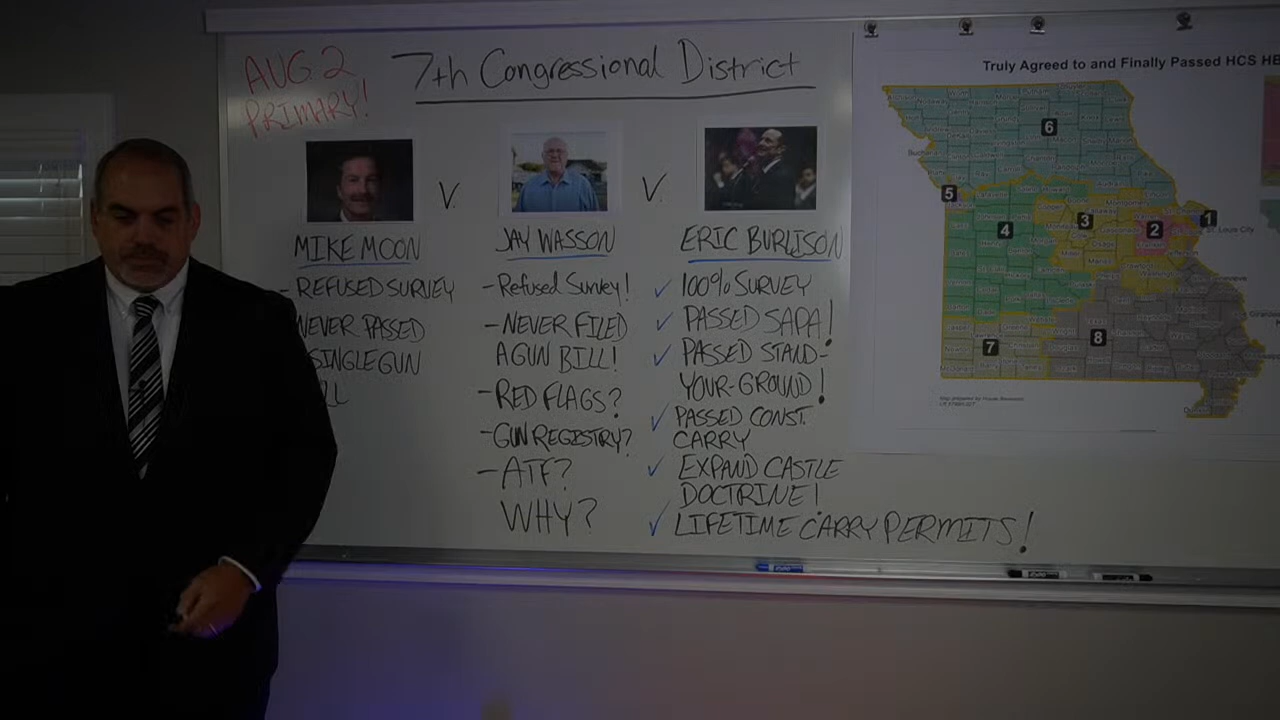 AUG 2
PRIMARY!
7th Congressional District
V.
V.
MIKE MOON
- REFUSED SURVEY
NEVER PASSED
SINGLE GUN
JAY WASSON
- Refused Survey!
- NEVER FILED
A GUN BILL!
- RED FLAGS?
- GUN REGISTRY?
- ATF?
WHY?
ERIC BURLISON
✓ 100% SURVEY
✓ PASSED SAPA!
✓ PASSED STAND-
YOUR-GROUND!
✓ PASSED CONST.
CARRY
✓ EXPAND CASTLE
DOCTRINE!
✓ LIFETIME CARRY PERMITS!
Truly Agreed to and Finally Passed HCS HB
6
5
4
3
2
1
7
8